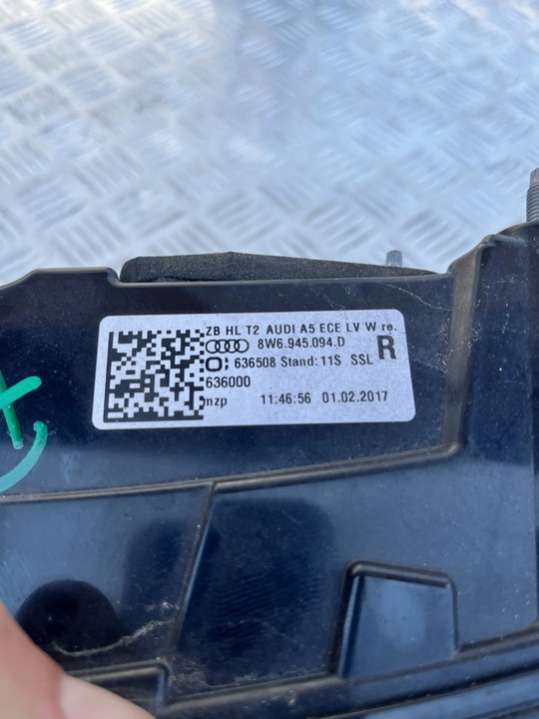 ZB HL T2 AUDI A5 ECE LV W re.
8W6.945.094.D R
636508 Stand: 11S SSL
636000
nzp 11:46:56 01.02.2017